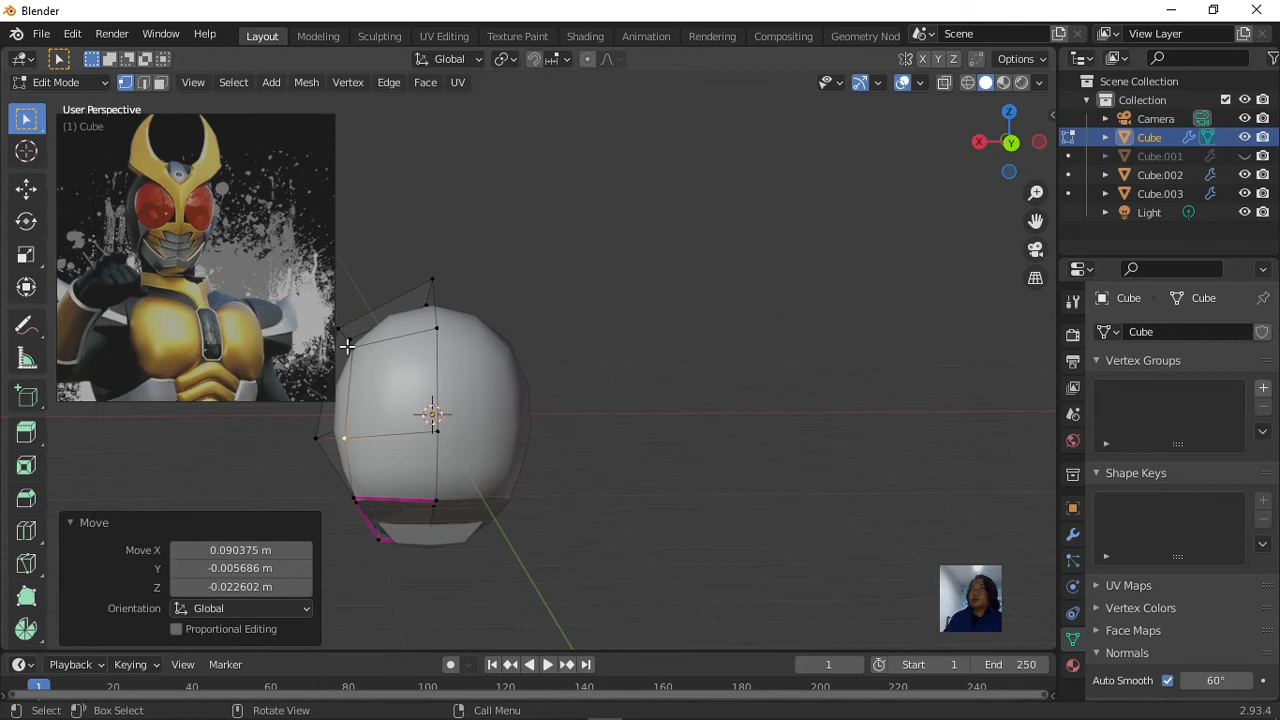 Blender
File Edit Render Window Help Layout Modeling Sculpting UV Editing Texture Paint Shading Animation Rendering Compositing Geometry Nod Scene View Layer
Global X Y Z Options
Edit Mode View Select Add Mesh Vertex Edge Face UV
User Perspective
(1) Cube
Z
X
Y
Scene Collection
Collection
Camera
Cube
Cube.001
Cube.002
Cube.003
Light
Cube Cube
Cube
Vertex Groups
Shape Keys
UV Maps
Vertex Colors
Face Maps
Normals
Auto Smooth 60°
Move
Move X 0.090375 m
Y -0.005686 m
Z -0.022602 m
Orientation Global
Proportional Editing
Playback Keying View Marker 1 Start 1 End 250
1 20 40 60 80 100 120 140 160 180 200 220 240
Select Box Select Rotate View Call Menu 2.93.4